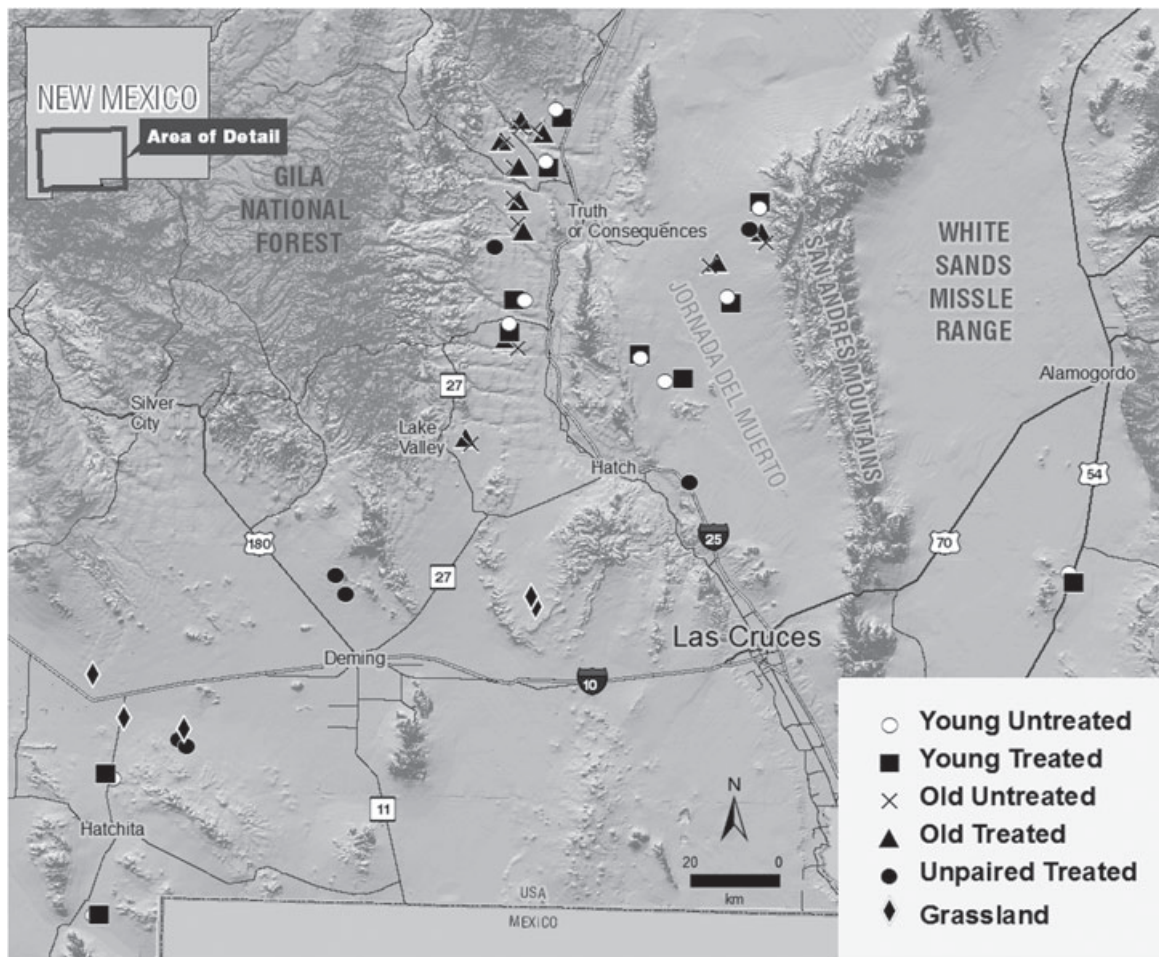 NEW MEXICO
Area of Detail
GILA
NATIONAL
FOREST
Truth
or Consequences
WHITE
SANDS
MISSLE
RANGE
SAN ANDRES MOUNTAINS
JORNADA DEL MUERTO
Alamogordo
27
Silver
City
Lake
Valley
Hatch
54
180
25
70
27
Las Cruces
Deming
10
11
Hatchita
N
20
0
km
USA
MEXICO
Young Untreated
Young Treated
Old Untreated
Old Treated
Unpaired Treated
Grassland